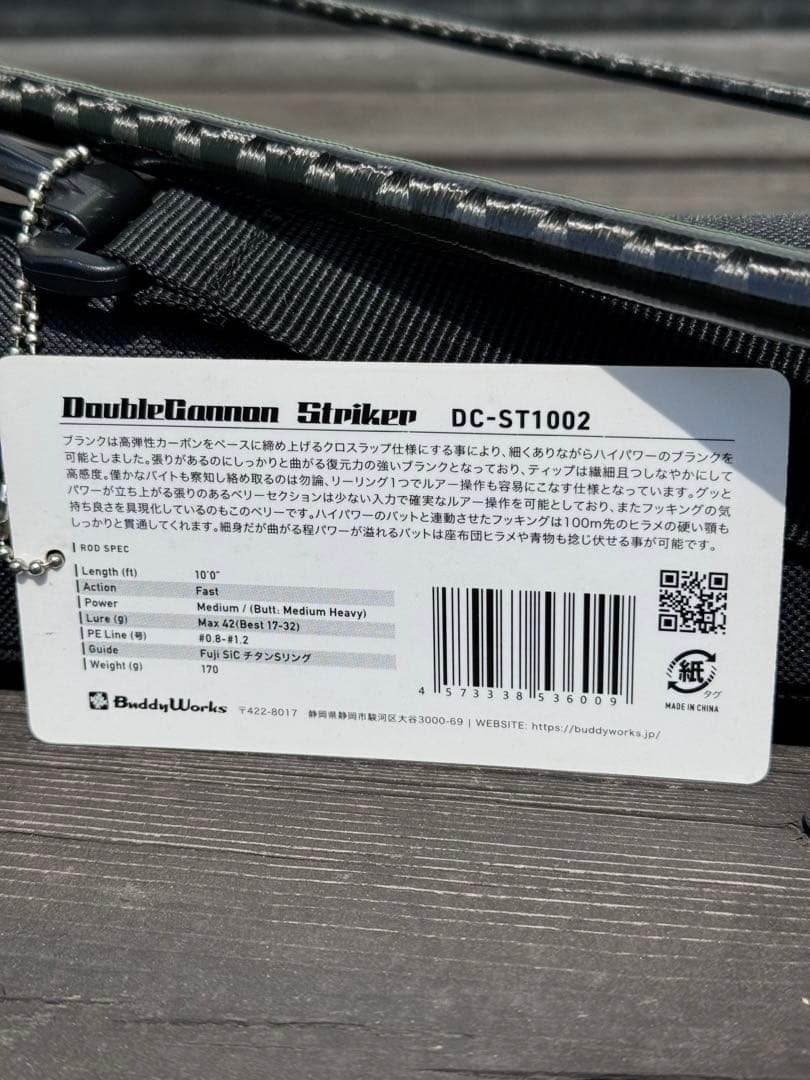 DoubleCannon Striker DC-ST1002
ブランクは高弾性カーボンをベースに締め上げるクロスラップ仕様にする事により、細くありながらハイパワーのブランクを
可能としました。張りがあるのにしっかりと曲がる復元力の強いブランクとなっており、ティップは繊細且つしなやかにして
高感度。僅かなバイトも察知し絡め取るのは勿論、リーリング1つでルアー操作も容易にこなす仕様となっています。グッと
パワーが立ち上がる張りのあるベリーセクションは少ない入力で確実なルアー操作を可能としており、またフッキングの気
持ち良さを具現化しているのもこのベリーです。ハイパワーのバットと連動させたフッキングは100m先のヒラメの硬い顎も
しっかりと貫通してくれます。細身だが曲がる程パワーが溢れるバットは座布団ヒラメや青物も捻じ伏せる事が可能です。
ROD SPEC
Length (ft) 10'0"
Action Fast
Power Medium / (Butt: Medium Heavy)
Lure (g) Max 42(Best 17-32)
PE Line (号) #0.8-#1.2
Guide Fuji SiC チタンSリング
Weight (g) 170
4 573338 536009
紙
タグ
MADE IN CHINA
BuddyWorks 〒422-8017 静岡県静岡市駿河区大谷3000-69 | WEBSITE: https://buddyworks.jp/